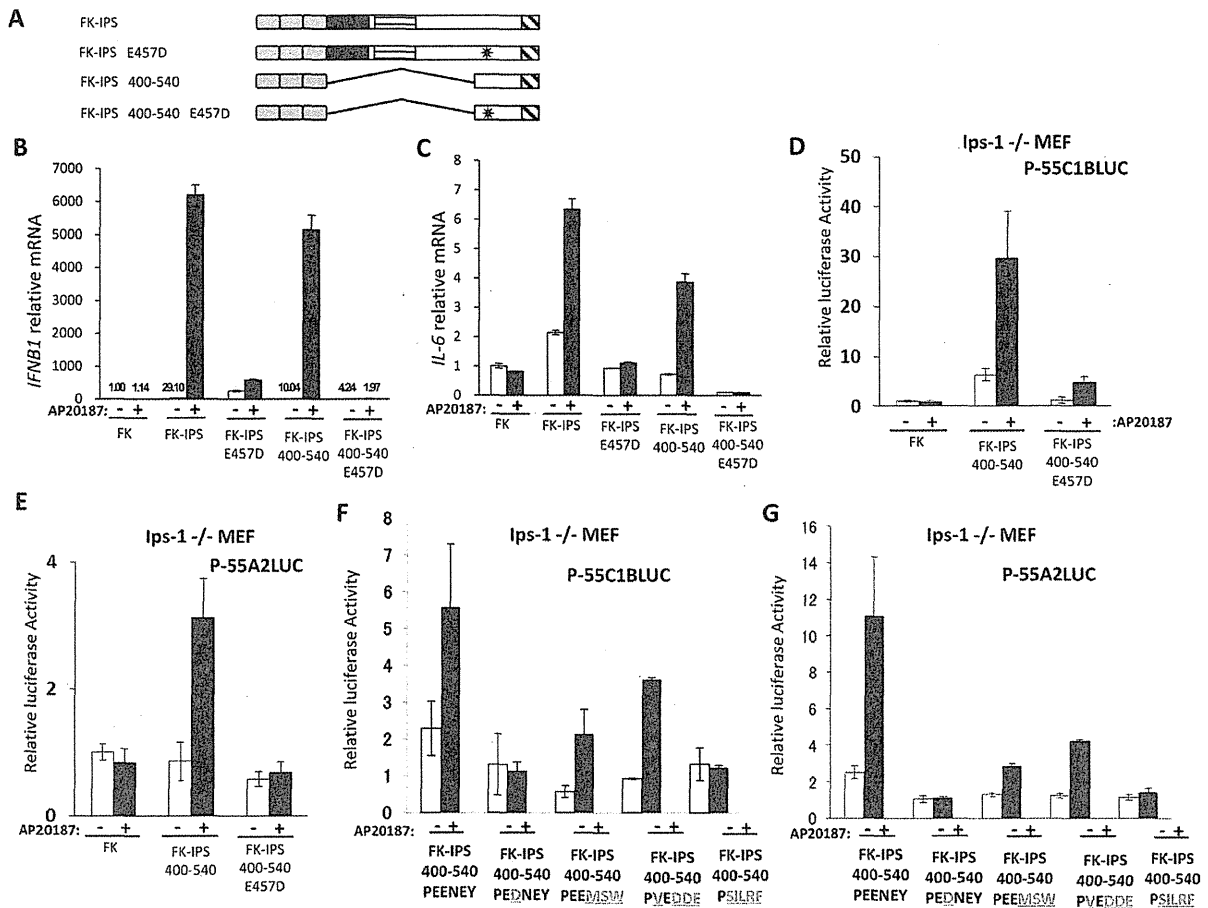 A
FK-IPS
FK-IPS E457D
FK-IPS 400-540
FK-IPS 400-540 E457D
B
IFNB1 relative mRNA
7000
6000
5000
4000
3000
2000
1000
0
1.00 1.14 29.10 10.04 4.24 1.97
AP20187: - + - + - + - + - +
FK FK-IPS FK-IPS E457D FK-IPS 400-540 FK-IPS 400-540 E457D
C
IL-6 relative mRNA
8
7
6
5
4
3
2
1
0
AP20187: - + - + - + - + - +
FK FK-IPS FK-IPS E457D FK-IPS 400-540 FK-IPS 400-540 E457D
D
Ips-1 -/- MEF
P-55C1BLUC
Relative luciferase Activity
50
40
30
20
10
0
- + - + - + :AP20187
FK FK-IPS 400-540 FK-IPS 400-540 E457D
E
Ips-1 -/- MEF
P-55A2LUC
Relative luciferase Activity
4
2
0
AP20187: - + - + - +
FK FK-IPS 400-540 FK-IPS 400-540 E457D
F
Ips-1 -/- MEF
P-55C1BLUC
Relative luciferase Activity
8
7
6
5
4
3
2
1
0
AP20187: - + - + - + - + - +
FK-IPS FK-IPS FK-IPS FK-IPS FK-IPS
400-540 400-540 400-540 400-540 400-540
PEENEY PEDNEY PEEMSW PVEDDE PSILRF
G
Ips-1 -/- MEF
P-55A2LUC
Relative luciferase Activity
16
14
12
10
8
6
4
2
0
AP20187: - + - + - + - + - +
FK-IPS FK-IPS FK-IPS FK-IPS FK-IPS
400-540 400-540 400-540 400-540 400-540
PEENEY PEDNEY PEEMSW PVEDDE PSILRF